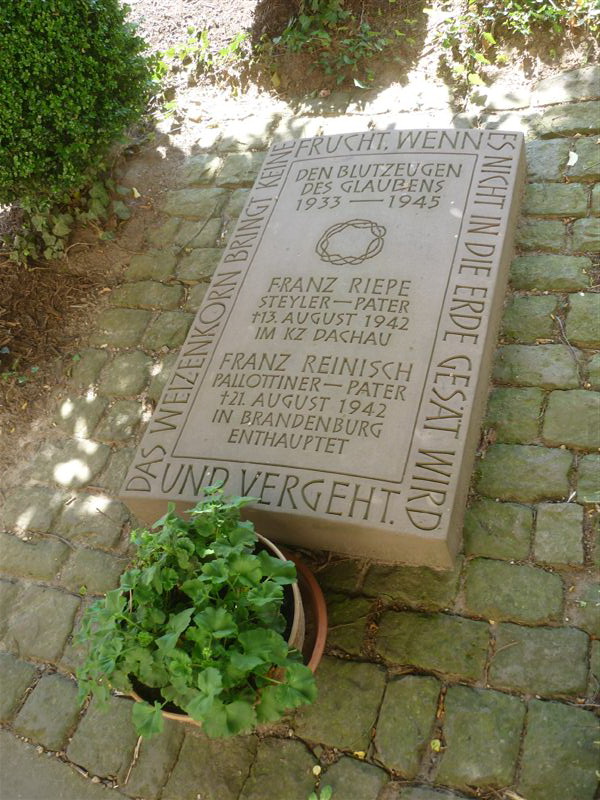 DAS WEIZENKORN BRINGT KEINE
FRUCHT, WENN
ES NICHT IN DIE ERDE GESÄT WIRD
UND VERGEHT.
DEN BLUTZEUGEN
DES GLAUBENS
1933 — 1945
FRANZ RIEPE
STEYLER — PATER
†13. AUGUST 1942
IM KZ DACHAU
FRANZ REINISCH
PALLOTTINER — PATER
†21. AUGUST 1942
IN BRANDENBURG
ENTHAUPTET